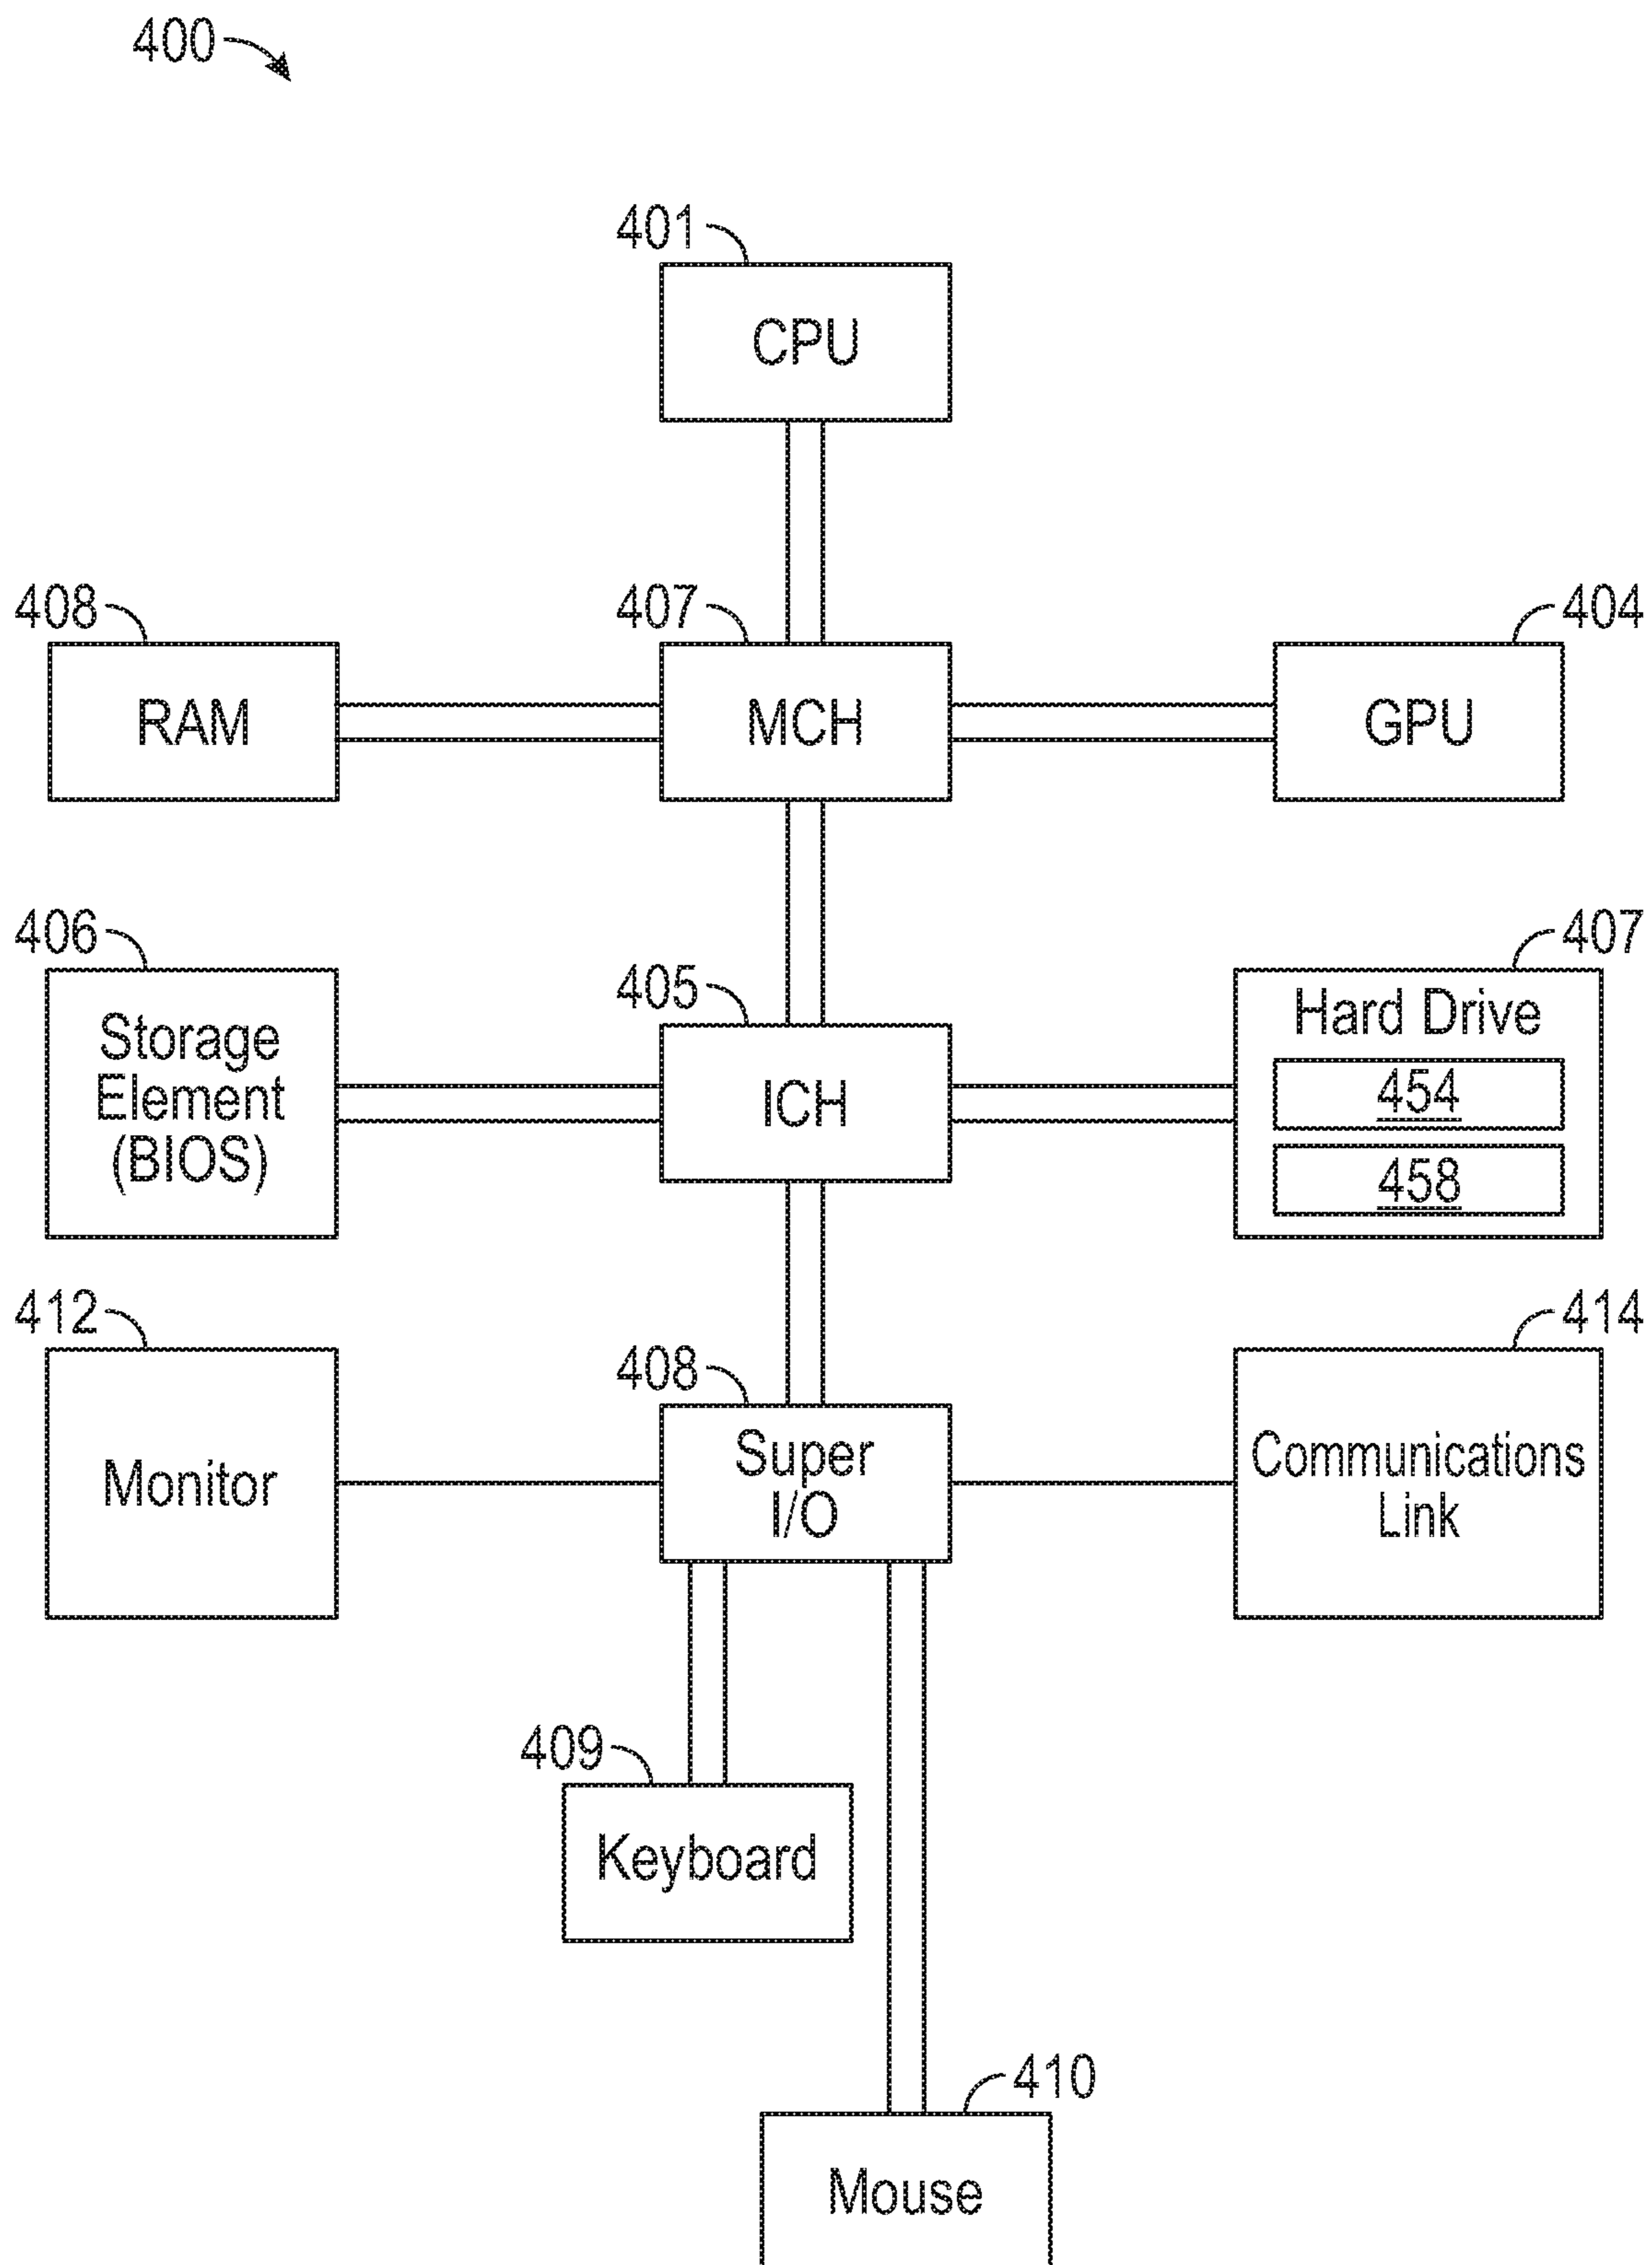 400
401
CPU
408
407
404
RAM
MCH
GPU
406
405
407
Storage
Element
(BIOS)
ICH
Hard Drive
454
458
412
408
414
Monitor
Super
I/O
Communications
Link
409
Keyboard
410
Mouse